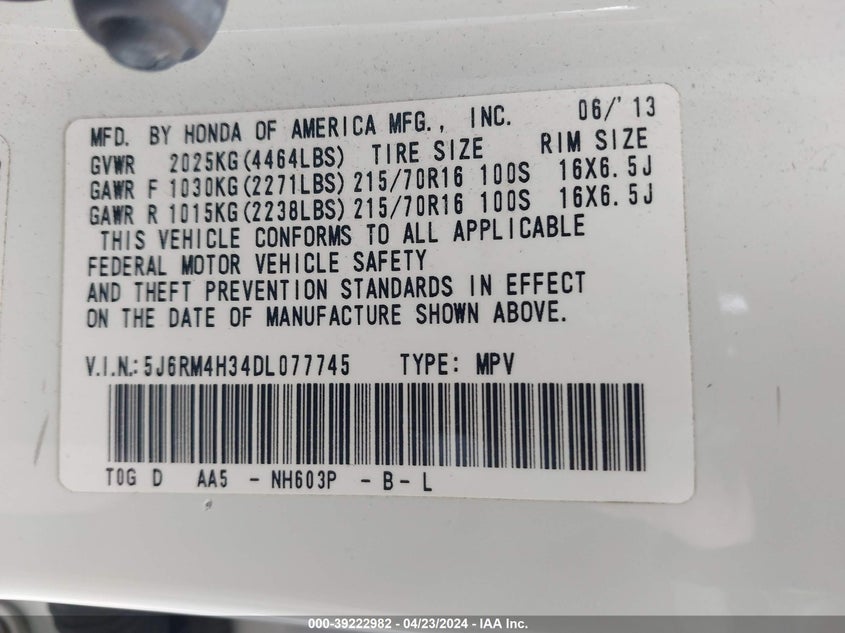 MFD. BY HONDA OF AMERICA MFG., INC. 06/'13
GVWR 2025KG(4464LBS) TIRE SIZE RIM SIZE
GAWR F 1030KG(2271LBS) 215/70R16 100S 16X6.5J
GAWR R 1015KG(2238LBS) 215/70R16 100S 16X6.5J
THIS VEHICLE CONFORMS TO ALL APPLICABLE
FEDERAL MOTOR VEHICLE SAFETY
AND THEFT PREVENTION STANDARDS IN EFFECT
ON THE DATE OF MANUFACTURE SHOWN ABOVE.
V.I.N.: 5J6RM4H34DL077745 TYPE: MPV
T0G D AA5 - NH603P - B - L
000-39222982 - 04/23/2024 - IAA Inc.